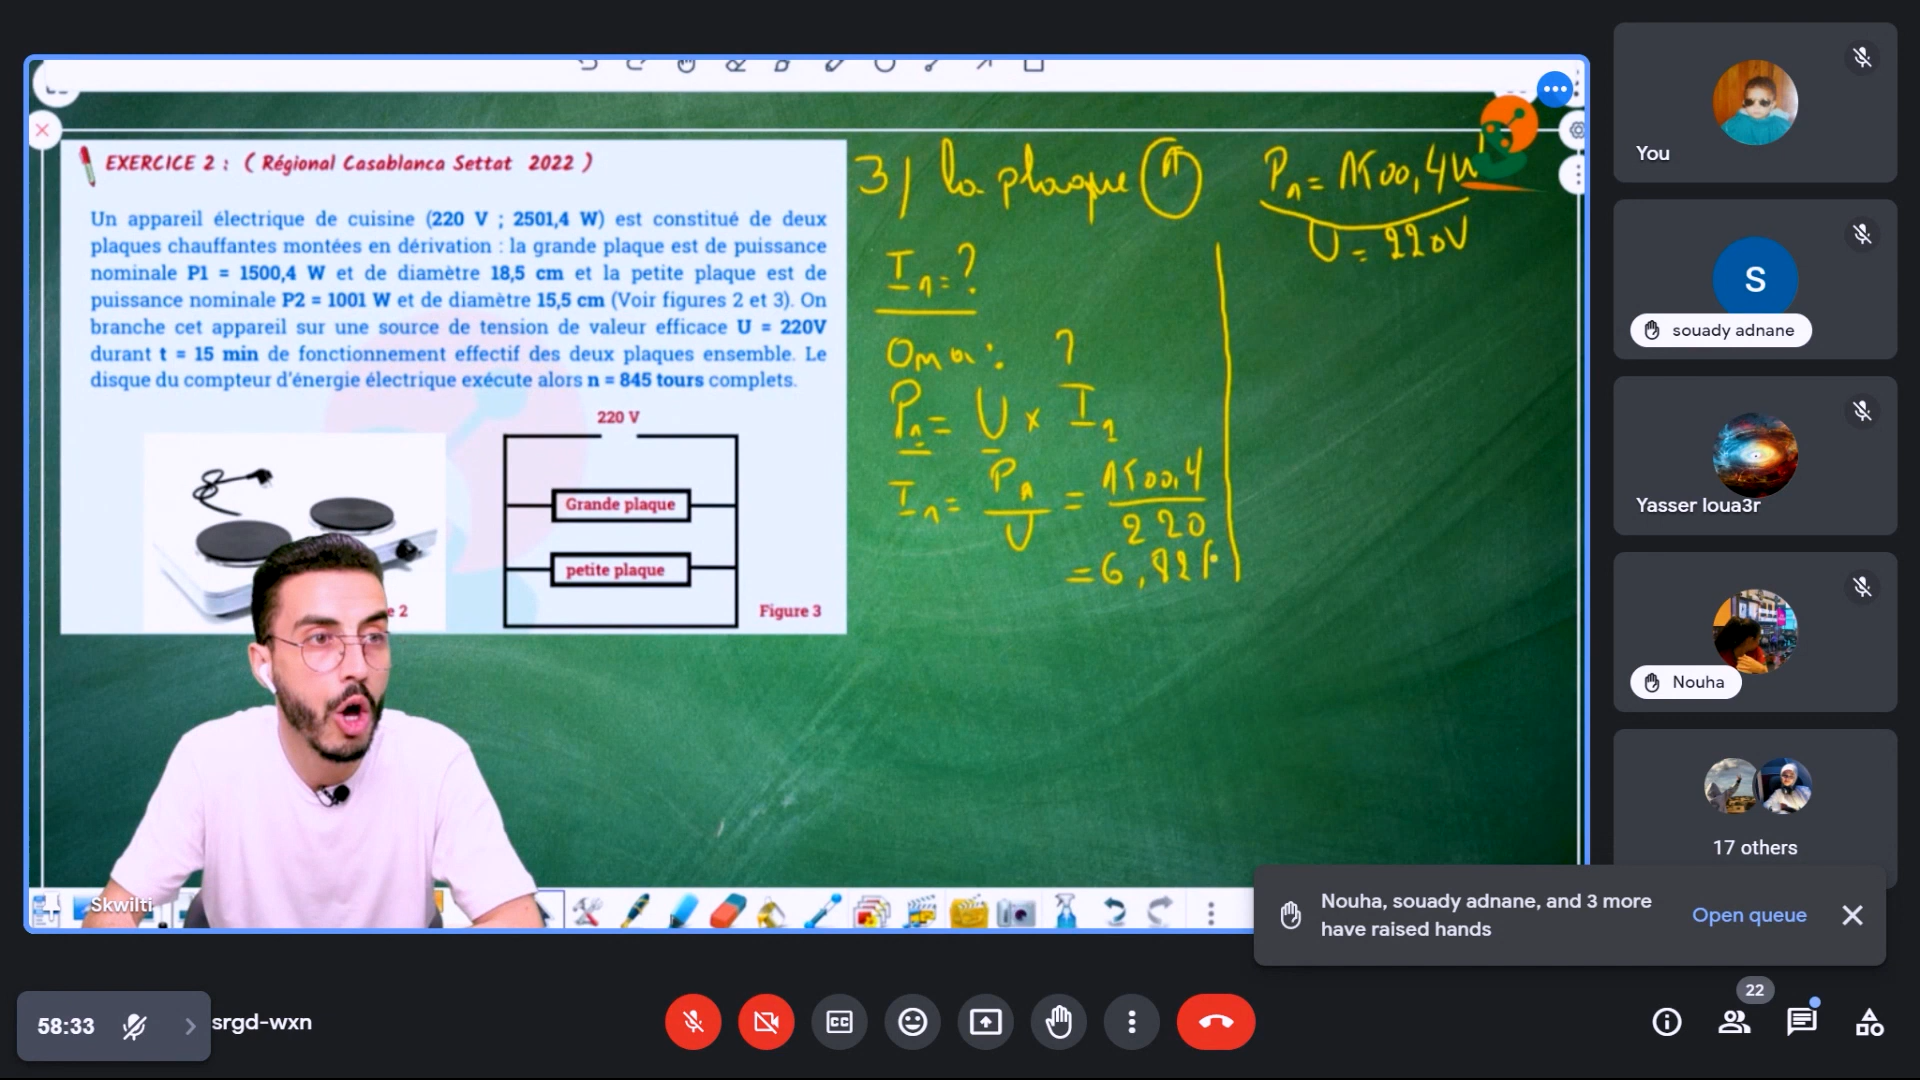 EXERCICE 2 : ( Régional Casablanca Settat 2022 )
Un appareil électrique de cuisine (220 V ; 2501,4 W) est constitué de deux
plaques chauffantes montées en dérivation : la grande plaque est de puissance
nominale P1 = 1500,4 W et de diamètre 18,5 cm et la petite plaque est de
puissance nominale P2 = 1001 W et de diamètre 15,5 cm (Voir figures 2 et 3). On
branche cet appareil sur une source de tension de valeur efficace U = 220V
durant t = 15 min de fonctionnement effectif des deux plaques ensemble. Le
disque du compteur d'énergie électrique exécute alors n = 845 tours complets.
220 V
Grande plaque
petite plaque
e 2
Figure 3
3) la plaque 1
P1 = 1500,4W
U = 220V
I1 = ?
On a : ?
P1 = U x I1
I1 = P1/U = 1500,4/220
= 6,82A
Skwilti
You
S
souady adnane
Yasser loua3r
Nouha
17 others
Nouha, souady adnane, and 3 more
have raised hands
Open queue
58:33
srgd-wxn
CC
22